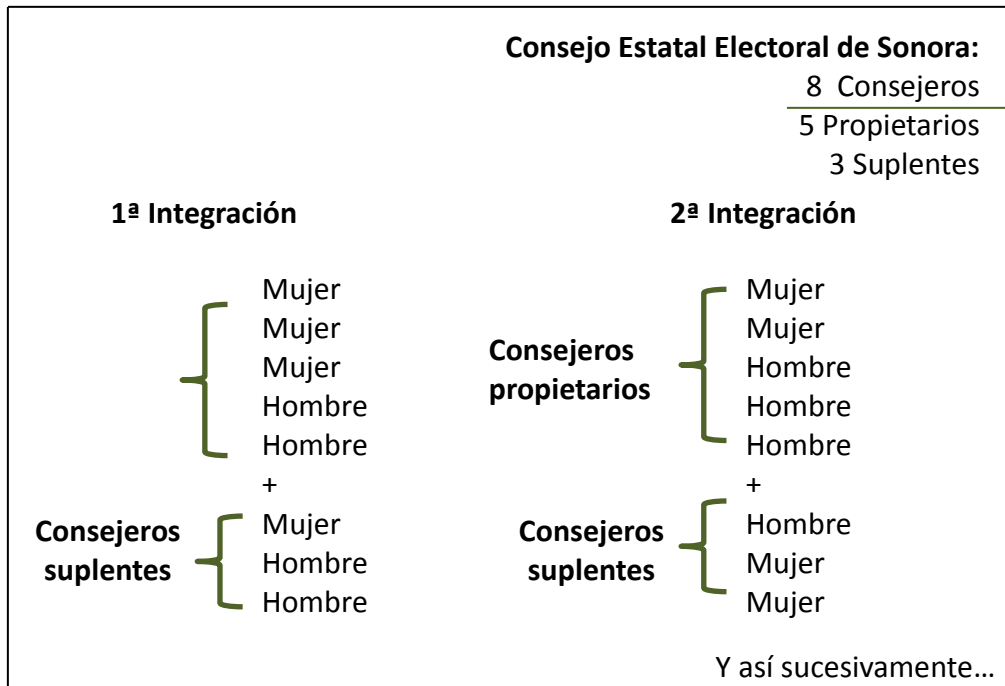 Consejo Estatal Electoral de Sonora:
8 Consejeros
5 Propietarios
3 Suplentes
1ª Integración
Mujer
Mujer
Mujer
Hombre
Hombre
+
Consejeros
suplentes
Mujer
Hombre
Hombre
2ª Integración
Consejeros
propietarios
Mujer
Mujer
Hombre
Hombre
Hombre
+
Consejeros
suplentes
Hombre
Mujer
Mujer
Y así sucesivamente…